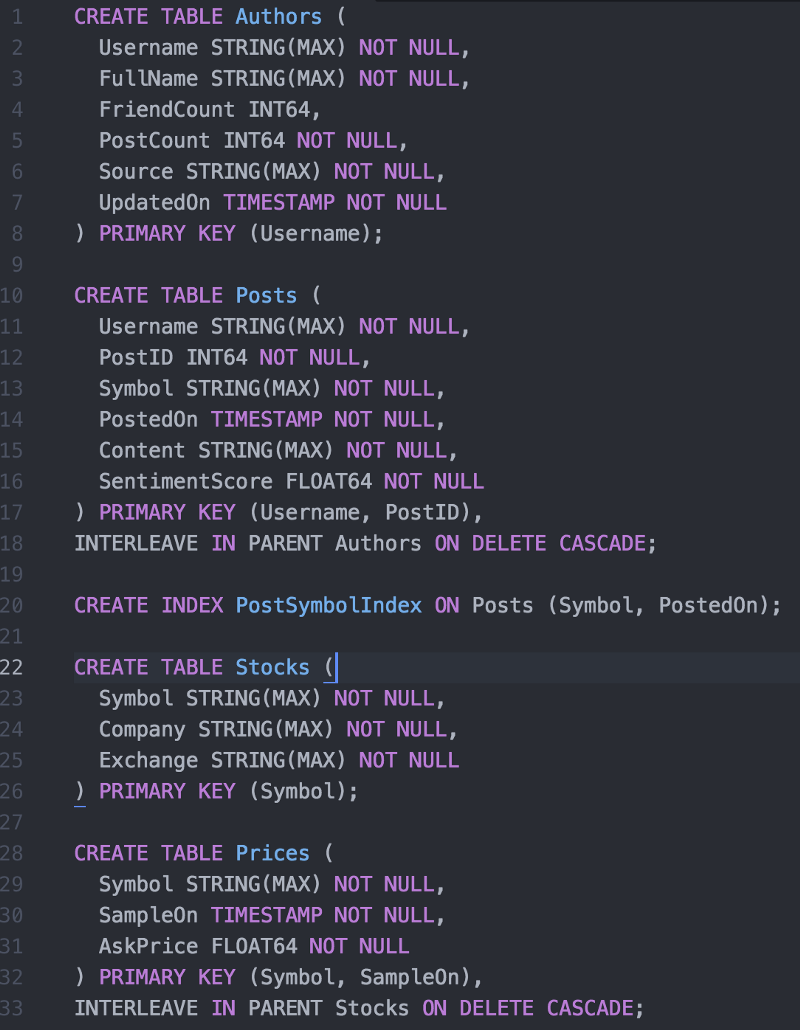 1 CREATE TABLE Authors (
2 Username STRING(MAX) NOT NULL,
3 FullName STRING(MAX) NOT NULL,
4 FriendCount INT64,
5 PostCount INT64 NOT NULL,
6 Source STRING(MAX) NOT NULL,
7 UpdatedOn TIMESTAMP NOT NULL
8 ) PRIMARY KEY (Username);
9
10 CREATE TABLE Posts (
11 Username STRING(MAX) NOT NULL,
12 PostID INT64 NOT NULL,
13 Symbol STRING(MAX) NOT NULL,
14 PostedOn TIMESTAMP NOT NULL,
15 Content STRING(MAX) NOT NULL,
16 SentimentScore FLOAT64 NOT NULL
17 ) PRIMARY KEY (Username, PostID),
18 INTERLEAVE IN PARENT Authors ON DELETE CASCADE;
19
20 CREATE INDEX PostSymbolIndex ON Posts (Symbol, PostedOn);
21
22 CREATE TABLE Stocks (
23 Symbol STRING(MAX) NOT NULL,
24 Company STRING(MAX) NOT NULL,
25 Exchange STRING(MAX) NOT NULL
26 ) PRIMARY KEY (Symbol);
27
28 CREATE TABLE Prices (
29 Symbol STRING(MAX) NOT NULL,
30 SampleOn TIMESTAMP NOT NULL,
31 AskPrice FLOAT64 NOT NULL
32 ) PRIMARY KEY (Symbol, SampleOn),
33 INTERLEAVE IN PARENT Stocks ON DELETE CASCADE;